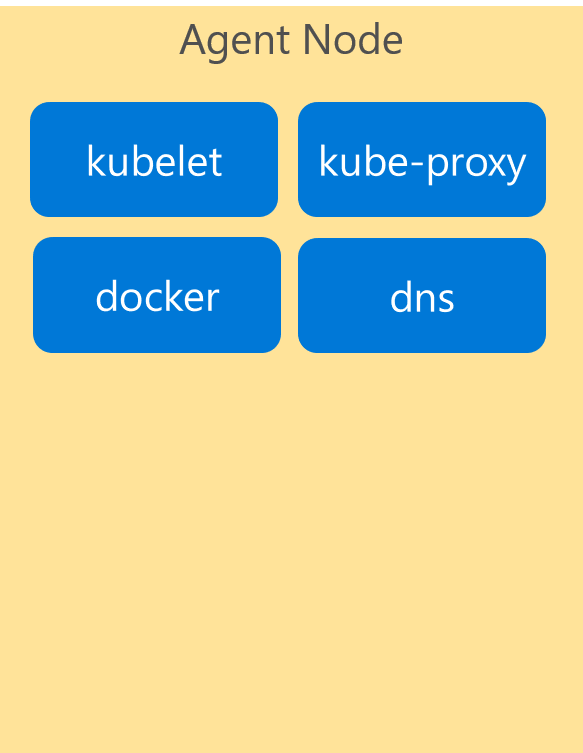 Agent Node
kubelet
kube-proxy
docker
dns